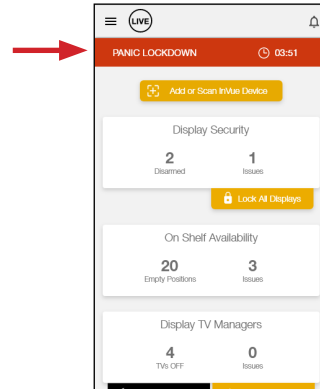 LIVE
PANIC LOCKDOWN 03:51
Add or Scan InVue Device
Display Security
2 1
Disarmed Issues
Lock All Displays
On Shelf Availability
20 3
Empty Positions Issues
Display TV Managers
4 0
TVs OFF Issues